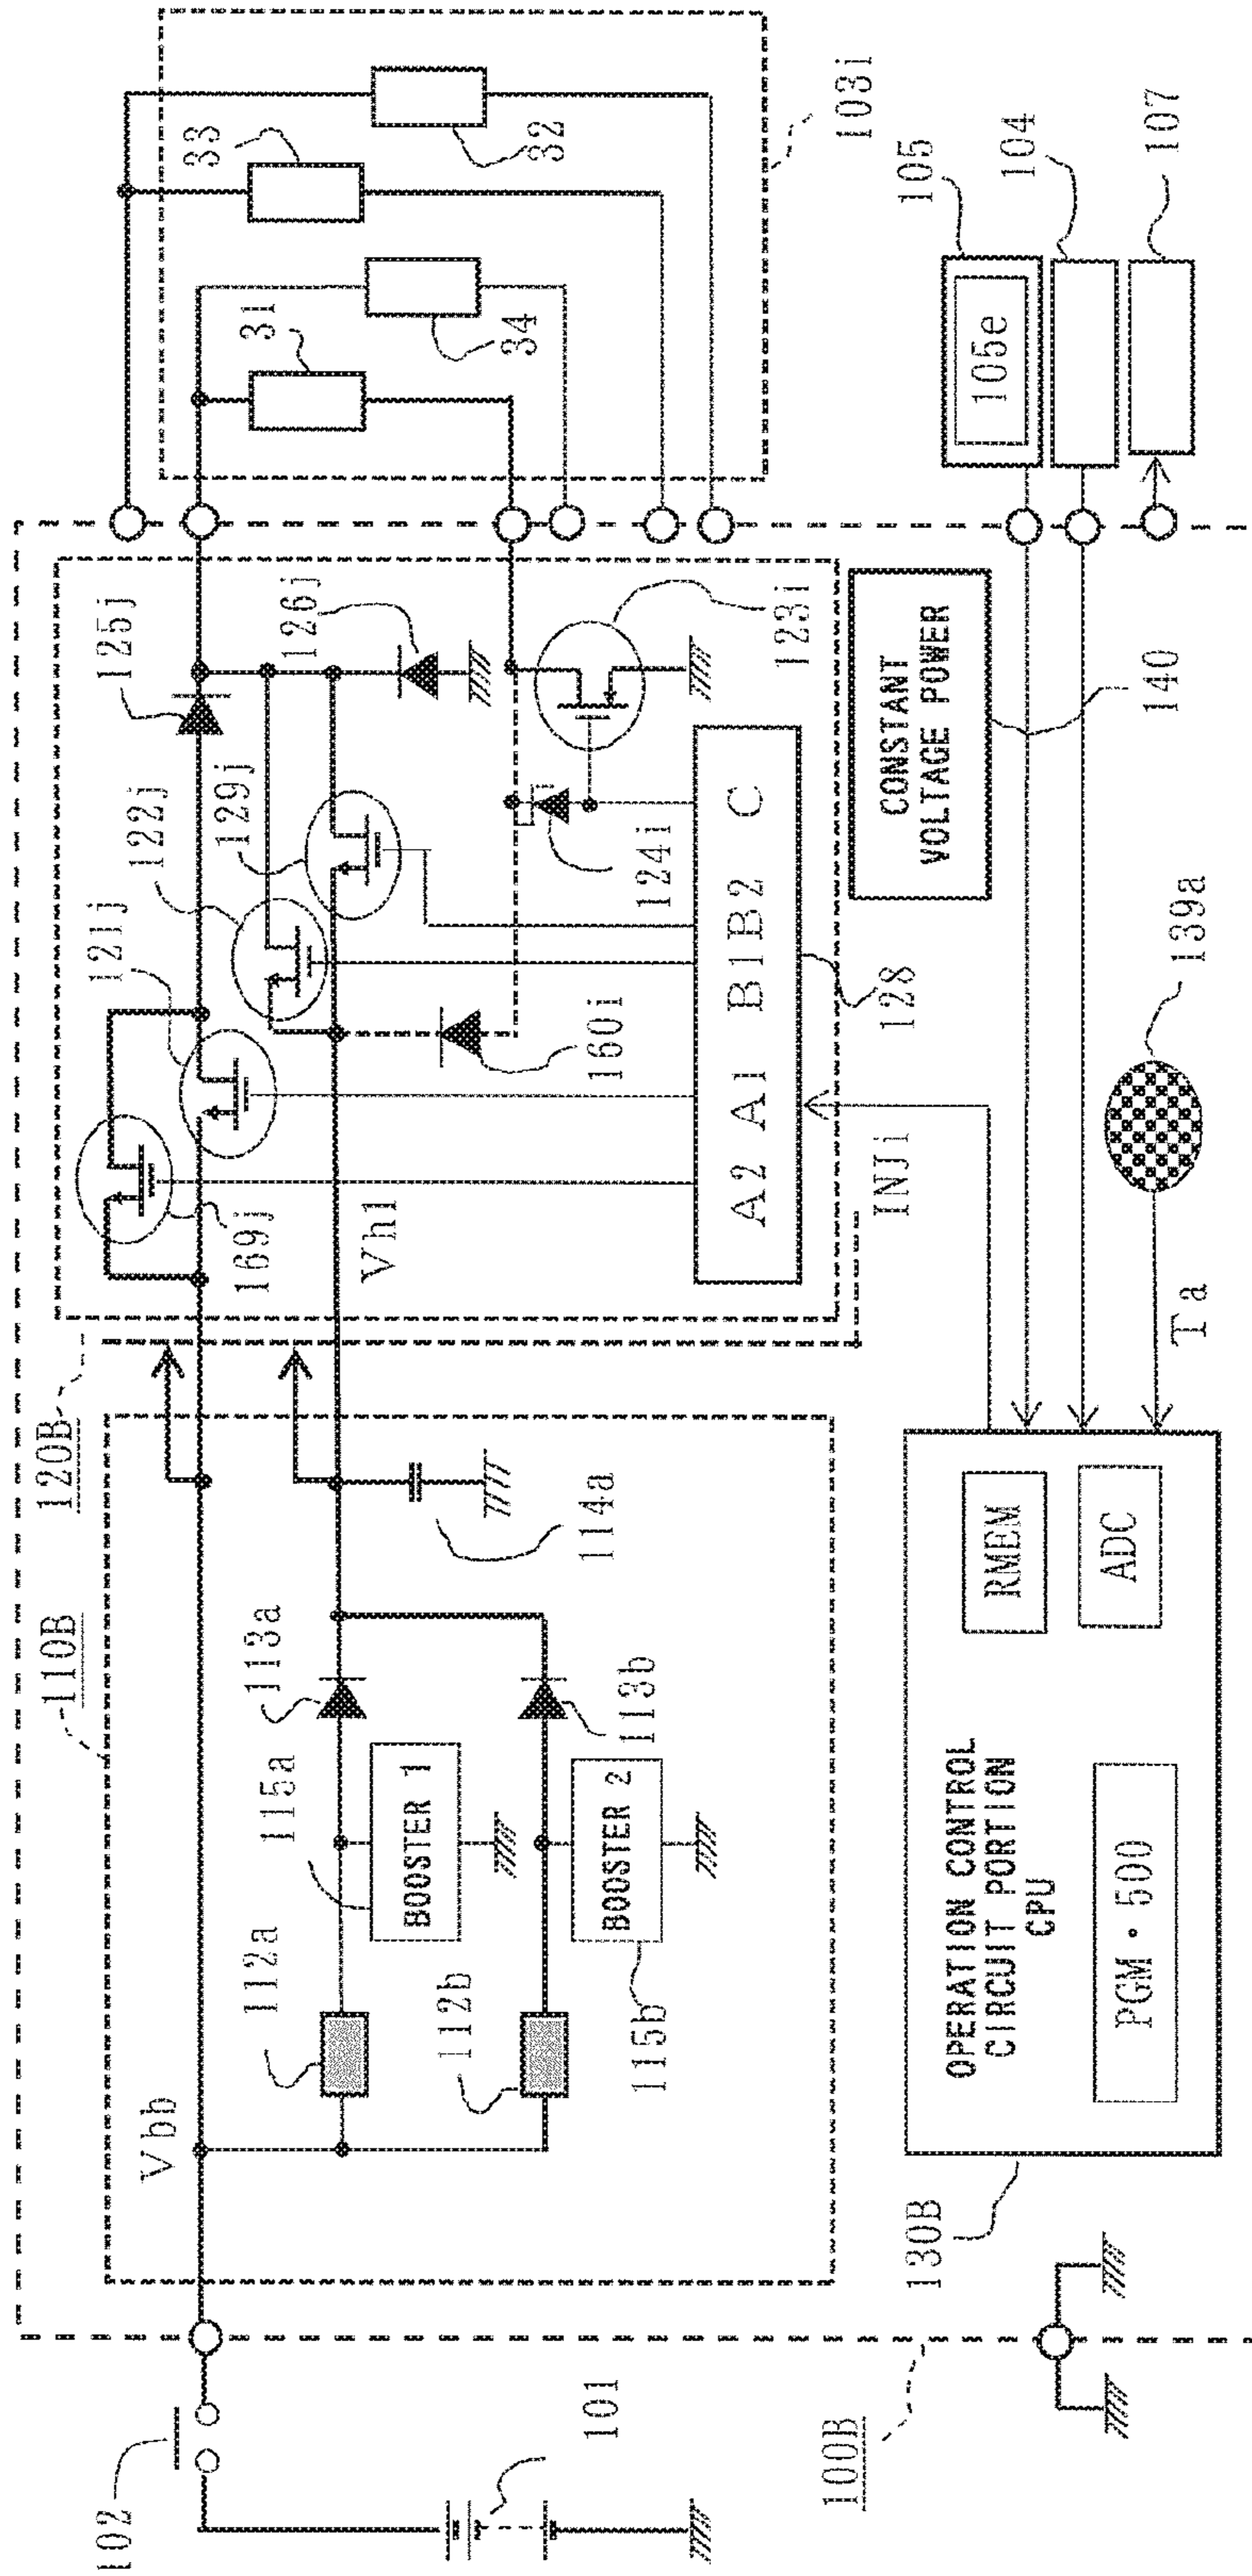 102
101
100B
Vbb
110B
120B
112a
115a
113a
BOOSTER 1
112b
115b
113b
BOOSTER 2
114a
169j
121j
122j
129j
125j
126j
Vh1
160i
124i
123i
A2 A1 B1B2 C
128
INJi
CONSTANT
VOLTAGE POWER
140
139a
Ta
130B
OPERATION CONTROL
CIRCUIT PORTION
CPU
PGM・500
RMEM
ADC
31
33
34
32
103i
105
105e
104
107